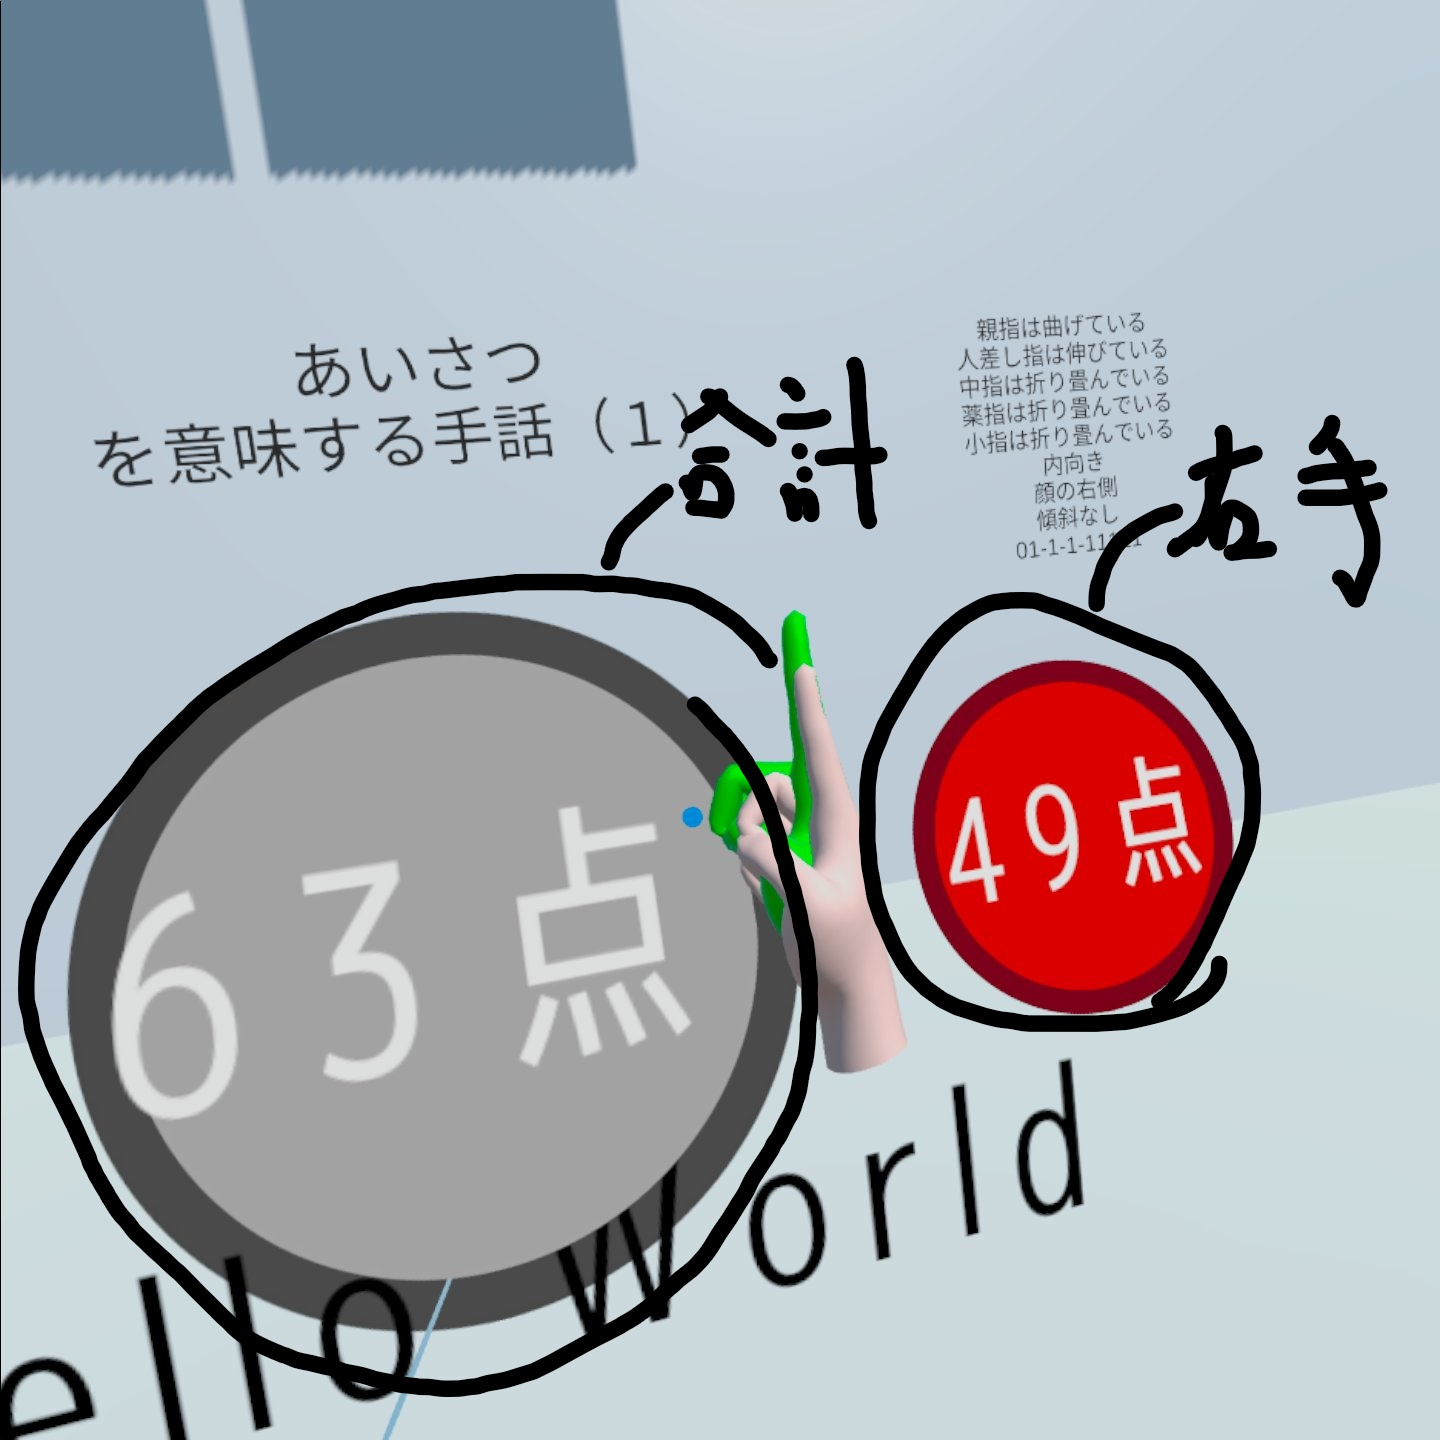 あいさつ
を意味する手話（１）
合計
親指は曲げている
人差し指は伸びている
中指は折り畳んでいる
薬指は折り畳んでいる
小指は折り畳んでいる
内向き
顔の右側
傾斜なし
右手
63点
49点
ello World